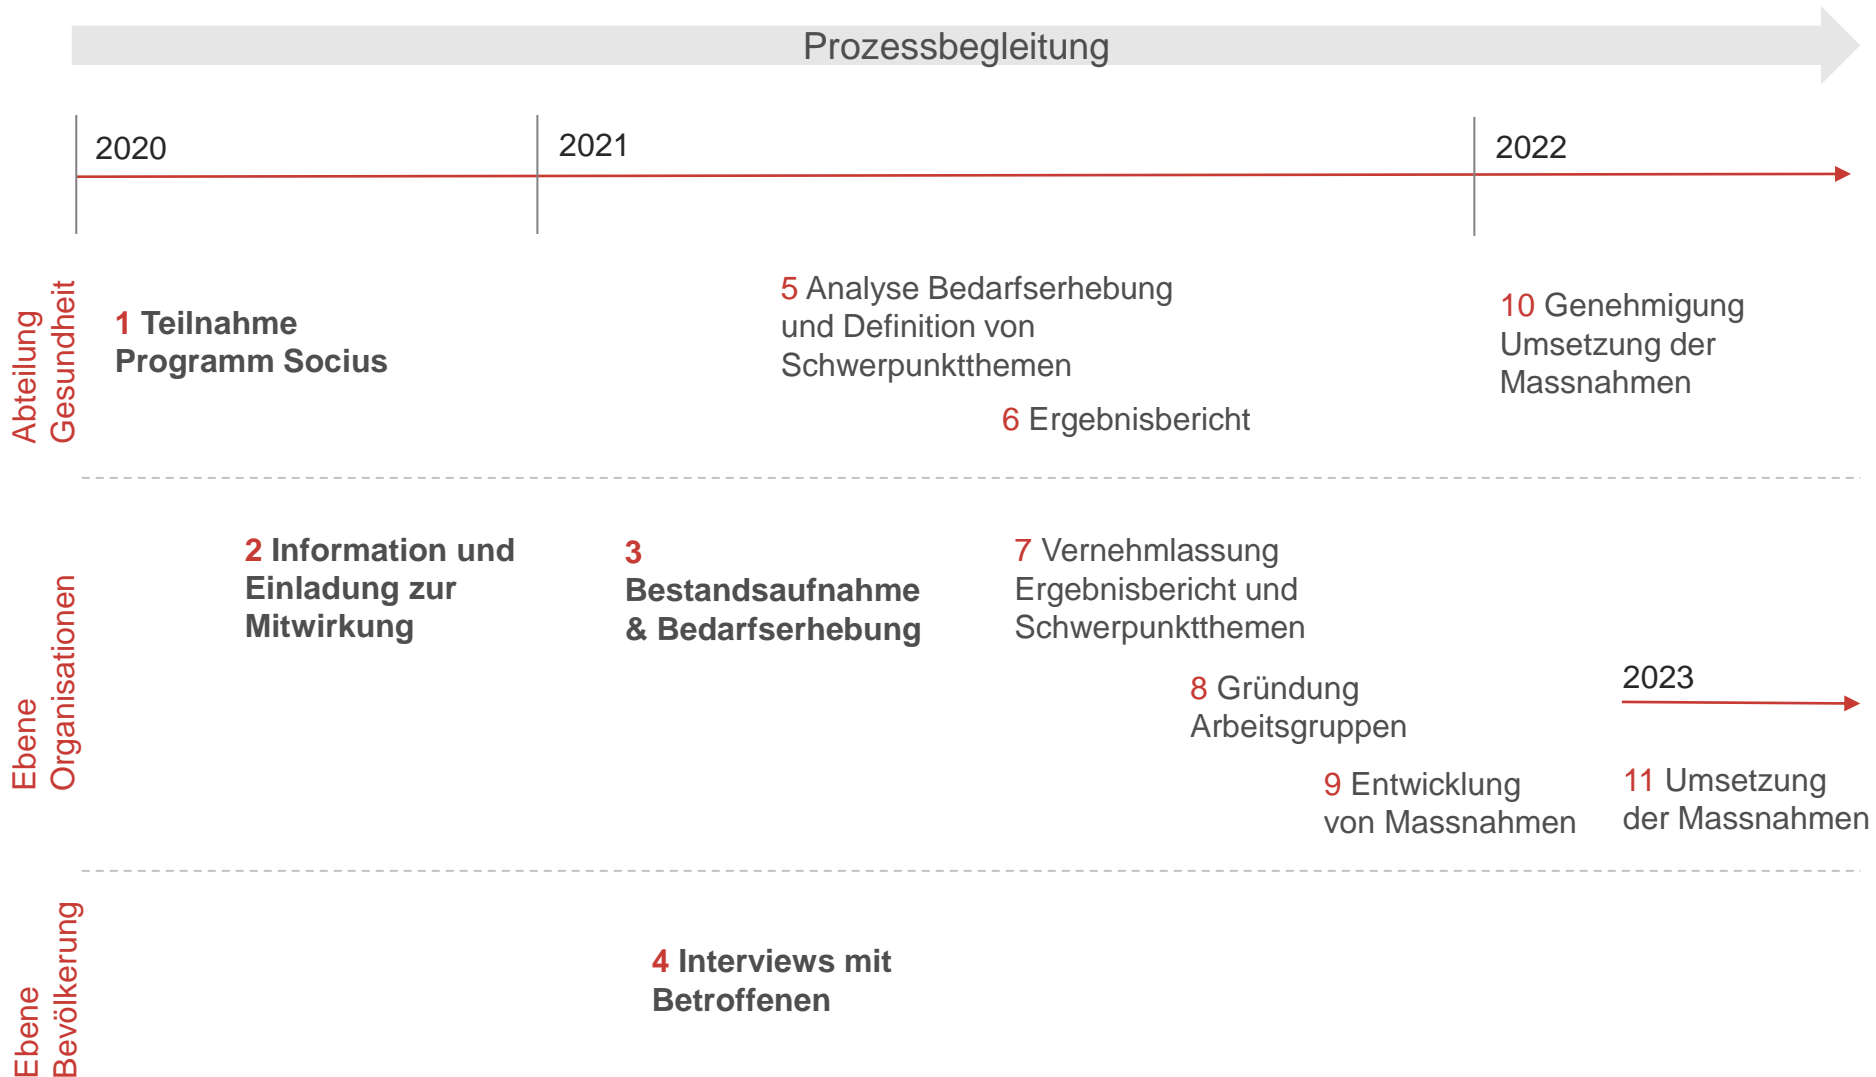 Prozessbegleitung
2020
2021
2022
Abteilung
Gesundheit
1 Teilnahme
Programm Socius
5 Analyse Bedarfserhebung
und Definition von
Schwerpunktthemen
6 Ergebnisbericht
10 Genehmigung
Umsetzung der
Massnahmen
Ebene
Organisationen
2 Information und
Einladung zur
Mitwirkung
3
Bestandsaufnahme
& Bedarfserhebung
7 Vernehmlassung
Ergebnisbericht und
Schwerpunktthemen
8 Gründung
Arbeitsgruppen
9 Entwicklung
von Massnahmen
2023
11 Umsetzung
der Massnahmen
Ebene
Bevölkerung
4 Interviews mit
Betroffenen